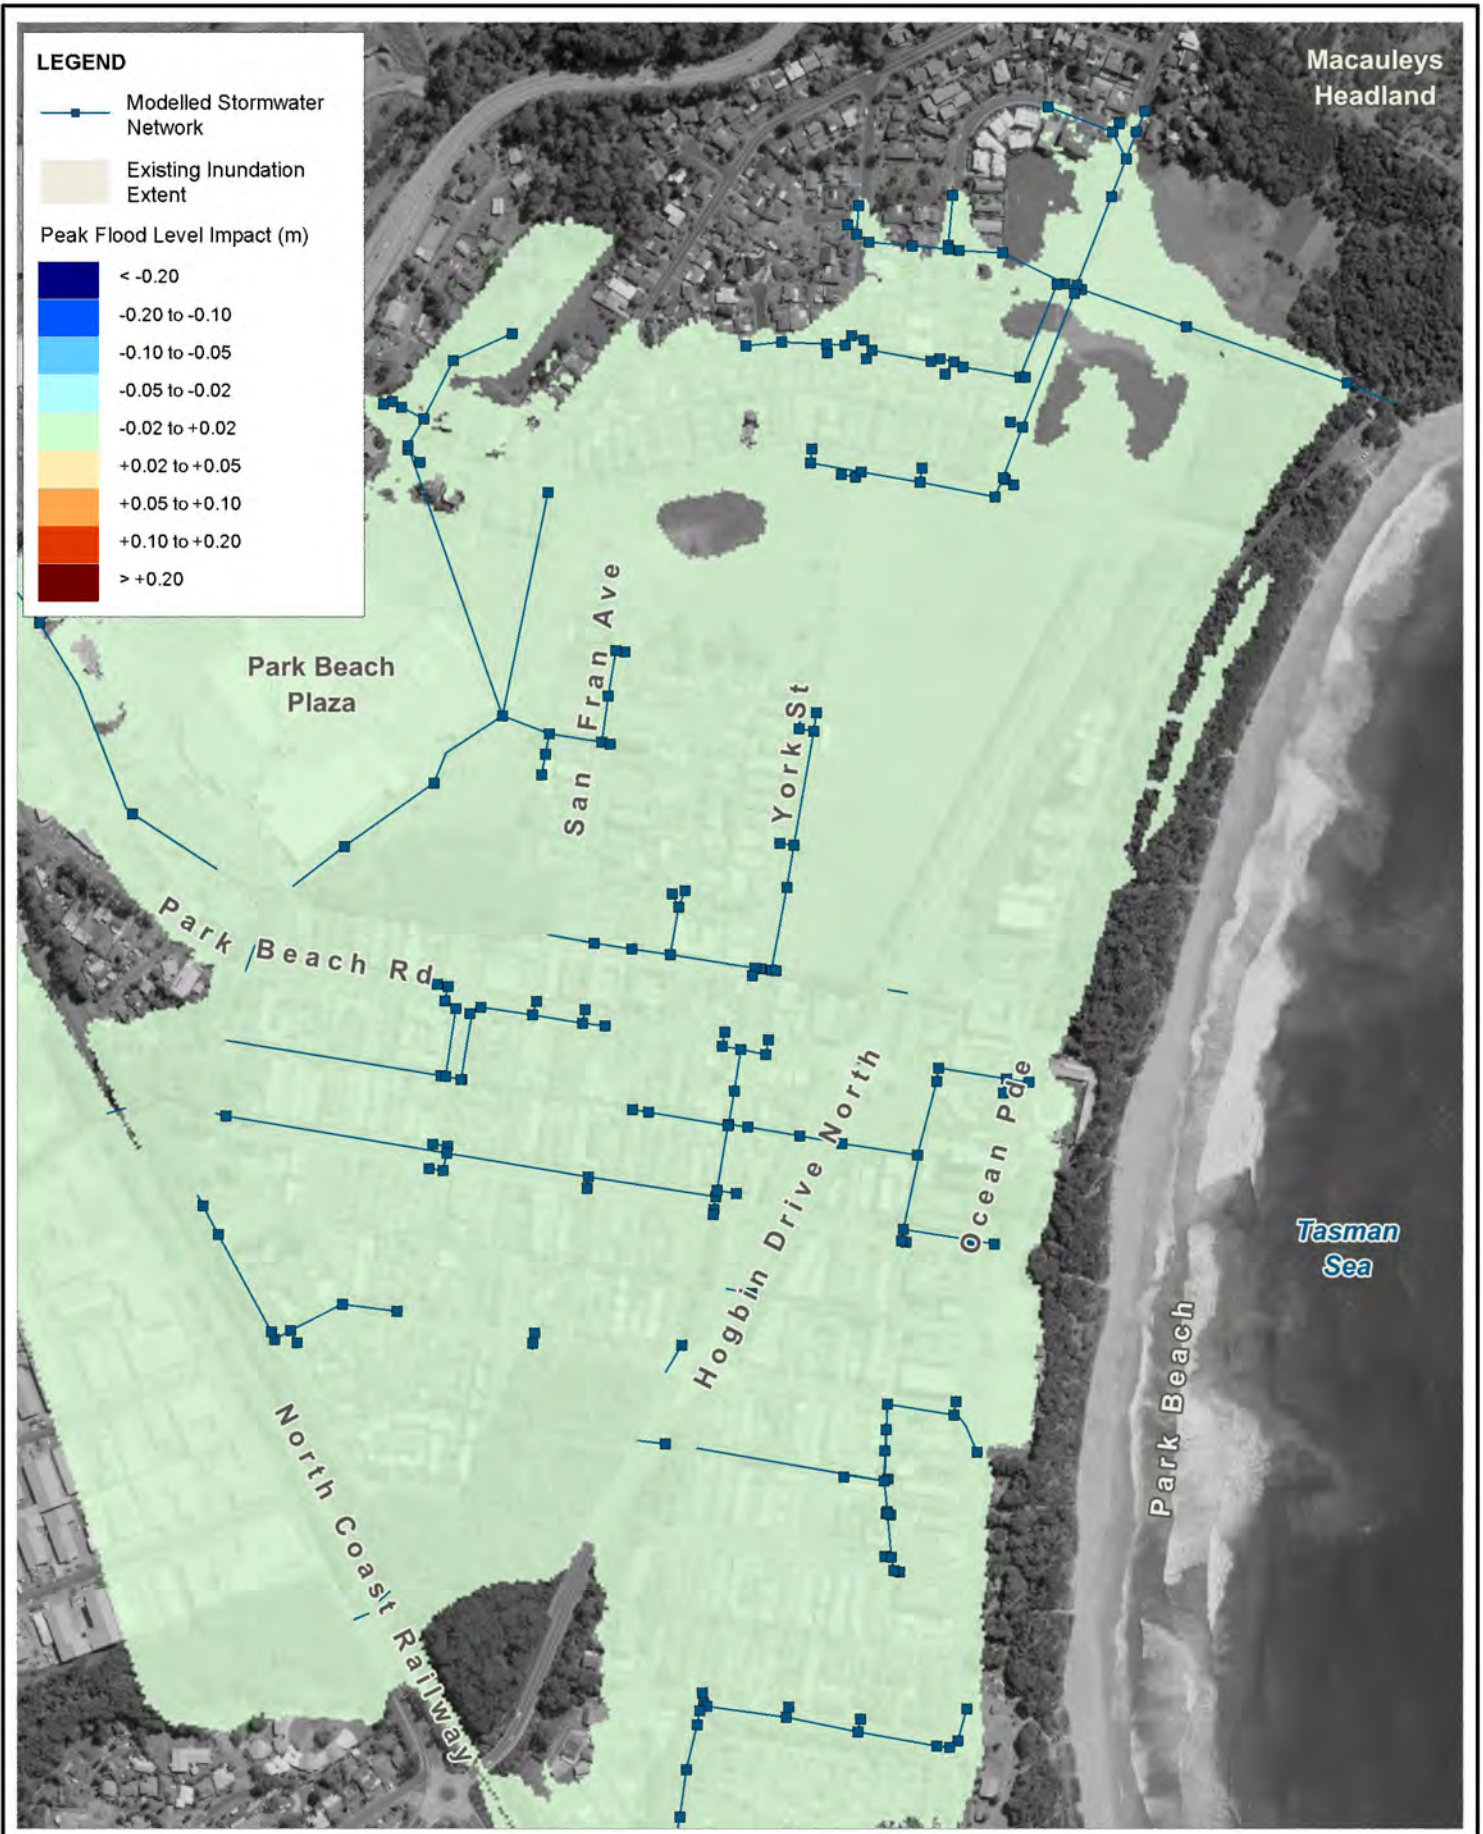 LEGEND
Modelled Stormwater
Network
Existing Inundation
Extent
Peak Flood Level Impact (m)
< -0.20
-0.20 to -0.10
-0.10 to -0.05
-0.05 to -0.02
-0.02 to +0.02
+0.02 to +0.05
+0.05 to +0.10
+0.10 to +0.20
> +0.20
Macauleys
Headland
San Fran Ave
Park Beach
Plaza
York St
Park Beach Rd
Hogbin Drive North
Ocean Pde
Tasman
Sea
Park Beach
North Coast Railway